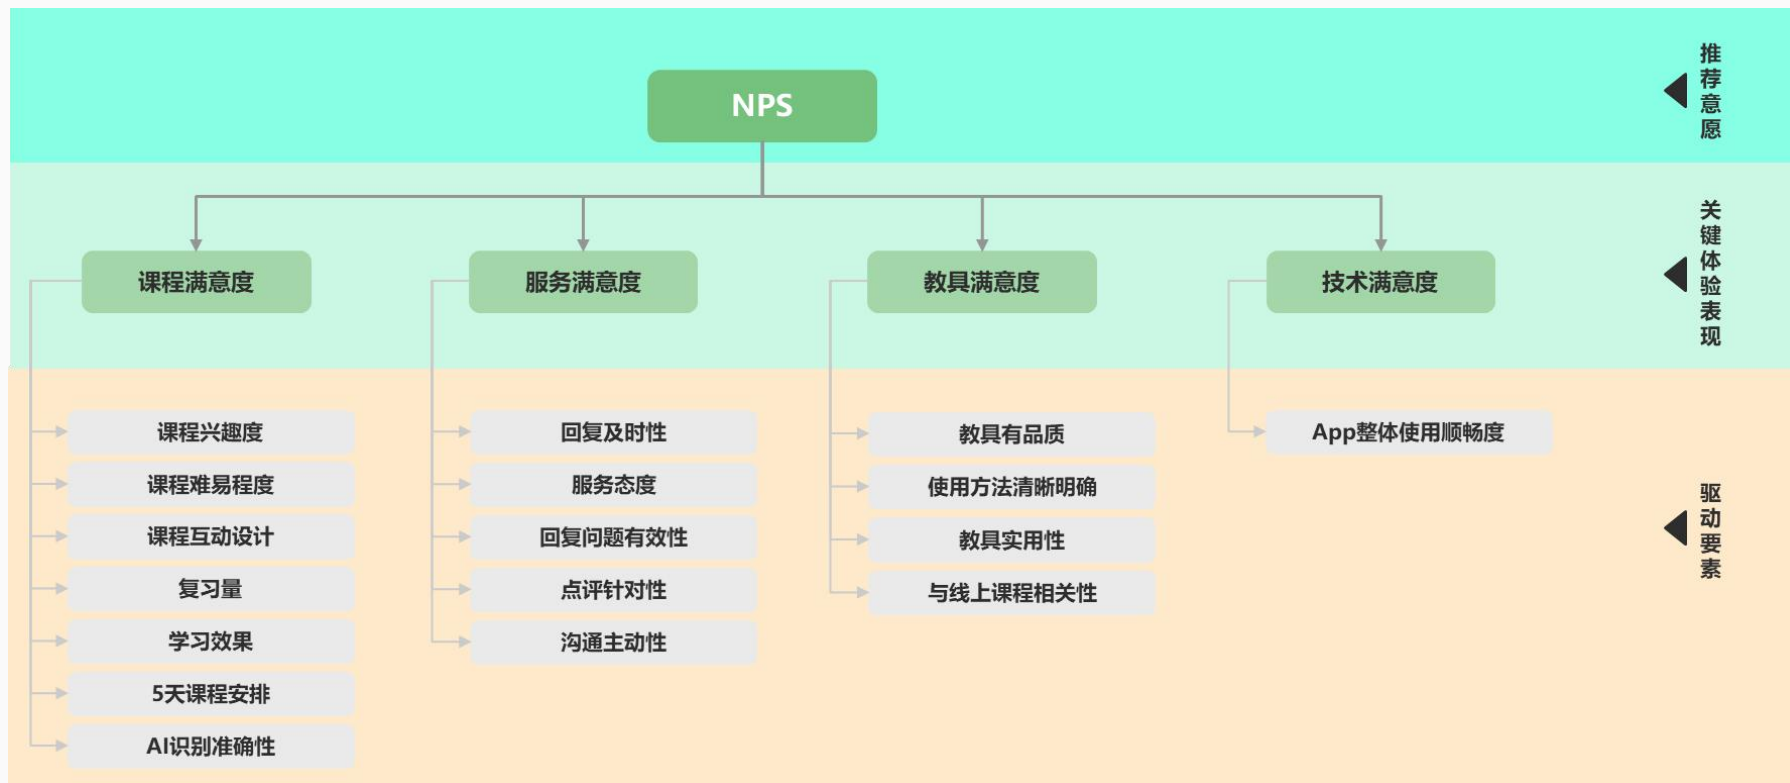 NPS
推荐意愿
课程满意度
服务满意度
教具满意度
技术满意度
关键体验表现
课程兴趣度
课程难易程度
课程互动设计
复习量
学习效果
5天课程安排
AI识别准确性
回复及时性
服务态度
回复问题有效性
点评针对性
沟通主动性
教具有品质
使用方法清晰明确
教具实用性
与线上课程相关性
App整体使用顺畅度
驱动要素